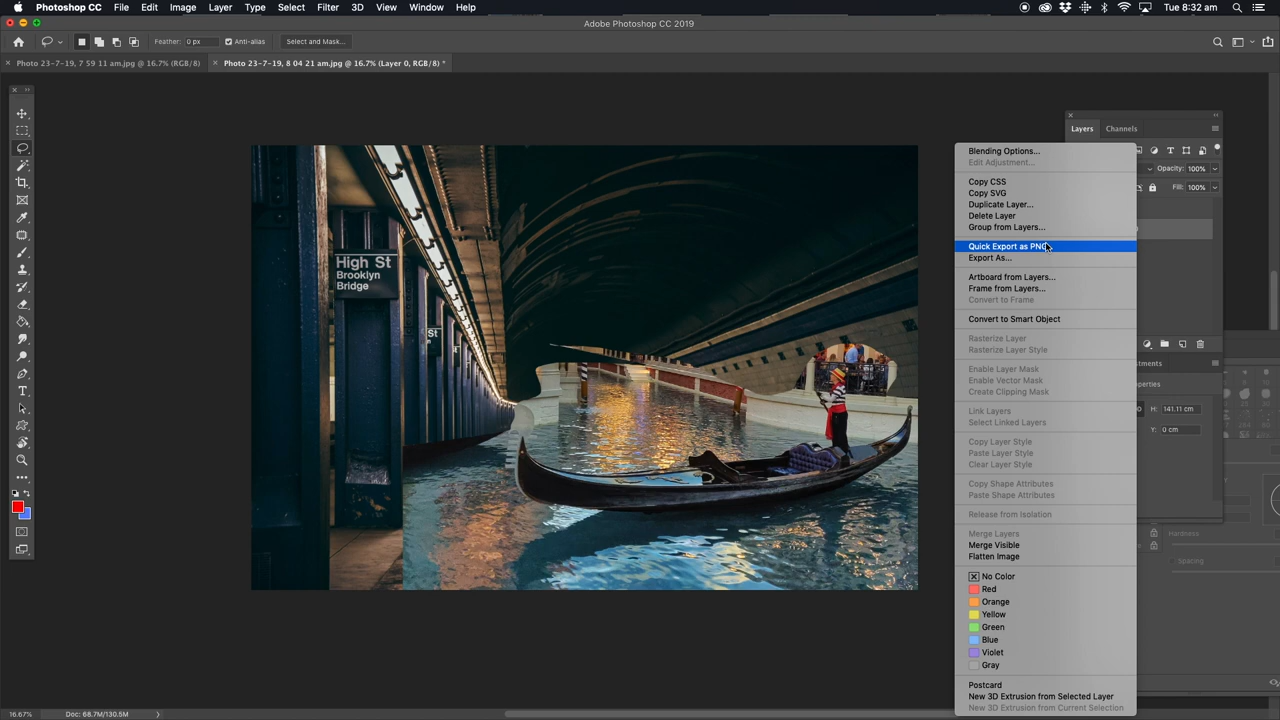 Photoshop CC File Edit Image Layer Type Select Filter 3D View Window Help Tue 8:32 am
Adobe Photoshop CC 2019
Feather: 0 px Anti-alias Select and Mask...
Photo 23-7-19, 7 59 11 am.jpg @ 16.7% (RGB/8) Photo 23-7-19, 8 04 21 am.jpg @ 16.7% (Layer 0, RGB/8) *
Layers Channels
Opacity: 100%
Fill: 100%
Blending Options...
Edit Adjustment...
Copy CSS
Copy SVG
Duplicate Layer...
Delete Layer
Group from Layers...
Quick Export as PNG
Export As...
Artboard from Layers...
Frame from Layers...
Convert to Frame
Convert to Smart Object
Rasterize Layer
Rasterize Layer Style
Enable Layer Mask
Enable Vector Mask
Create Clipping Mask
Link Layers
Select Linked Layers
Copy Layer Style
Paste Layer Style
Clear Layer Style
Copy Shape Attributes
Paste Shape Attributes
Release from Isolation
Merge Layers
Merge Visible
Flatten Image
No Color
Red
Orange
Yellow
Green
Blue
Violet
Gray
Postcard
New 3D Extrusion from Selected Layer
New 3D Extrusion from Current Selection
H: 141.11 cm
Y: 0 cm
Hardness
Spacing
High St
Brooklyn
Bridge
St
16.67% Doc: 68.7M/130.5M